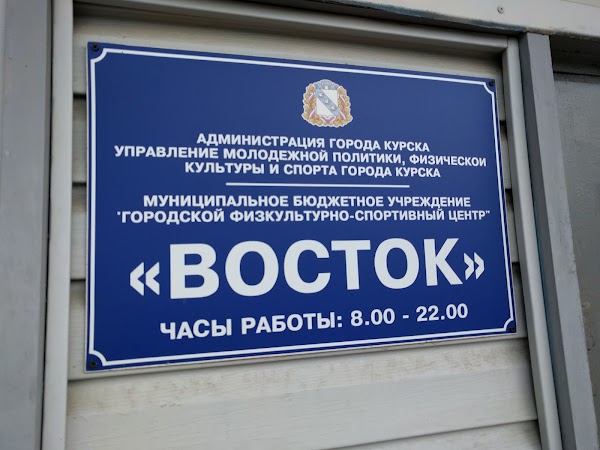 АДМИНИСТРАЦИЯ ГОРОДА КУРСКА
УПРАВЛЕНИЕ МОЛОДЕЖНОЙ ПОЛИТИКИ, ФИЗИЧЕСКОЙ
КУЛЬТУРЫ И СПОРТА ГОРОДА КУРСКА
МУНИЦИПАЛЬНОЕ БЮДЖЕТНОЕ УЧРЕЖДЕНИЕ
"ГОРОДСКОЙ ФИЗКУЛЬТУРНО-СПОРТИВНЫЙ ЦЕНТР"
«ВОСТОК»
ЧАСЫ РАБОТЫ: 8.00 - 22.00